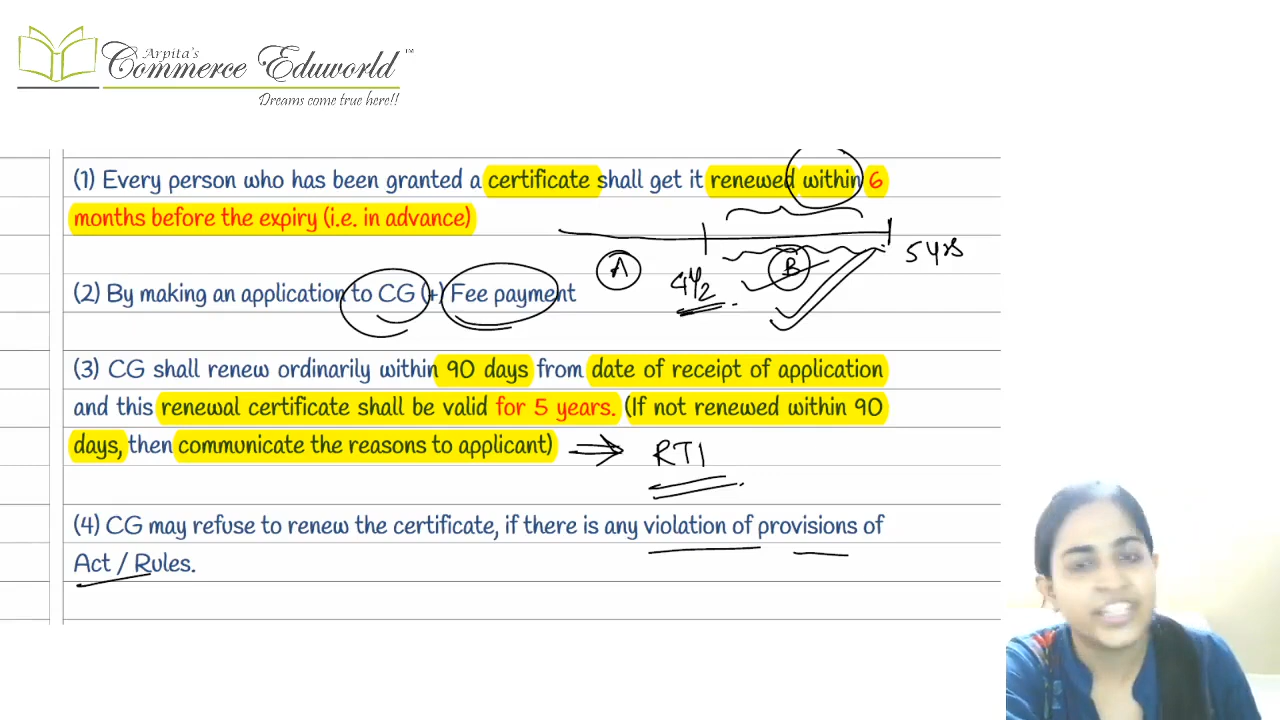 Arpita's
Commerce Eduworld™
Dreams come true here!!
(1) Every person who has been granted a certificate shall get it renewed within 6
months before the expiry (i.e. in advance)
A 4 1/2 B 5 yrs
(2) By making an application to CG (+) Fee payment
(3) CG shall renew ordinarily within 90 days from date of receipt of application
and this renewal certificate shall be valid for 5 years. (If not renewed within 90
days, then communicate the reasons to applicant) ⇒ RTI
(4) CG may refuse to renew the certificate, if there is any violation of provisions of
Act / Rules.